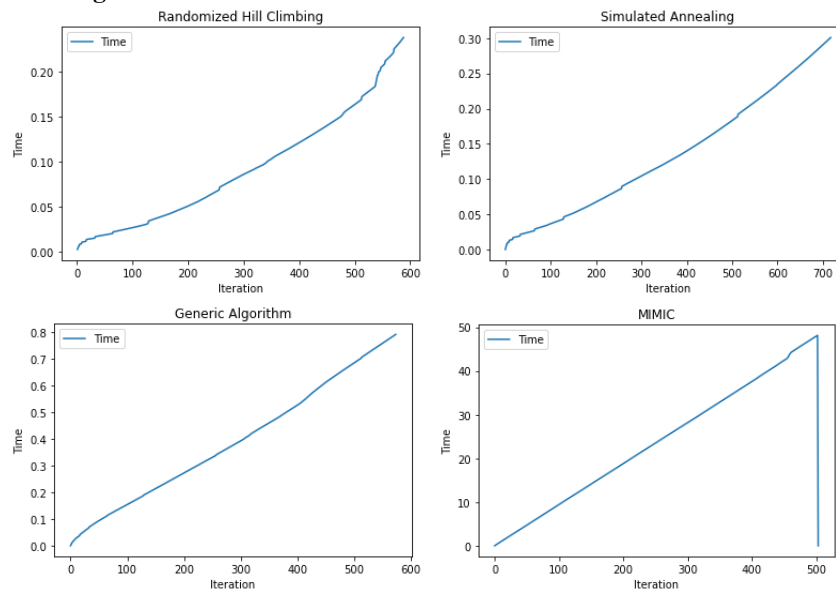 Randomized Hill Climbing
Time
0.20
0.15
0.10
0.05
0.00
Time
0 100 200 300 400 500 600
Iteration
Simulated Annealing
Time
0.30
0.25
0.20
0.15
0.10
0.05
0.00
Time
0 100 200 300 400 500 600 700
Iteration
Generic Algorithm
Time
0.8
0.7
0.6
0.5
0.4
0.3
0.2
0.1
0.0
Time
0 100 200 300 400 500 600
Iteration
MIMIC
Time
50
40
30
20
10
0
Time
0 100 200 300 400 500
Iteration